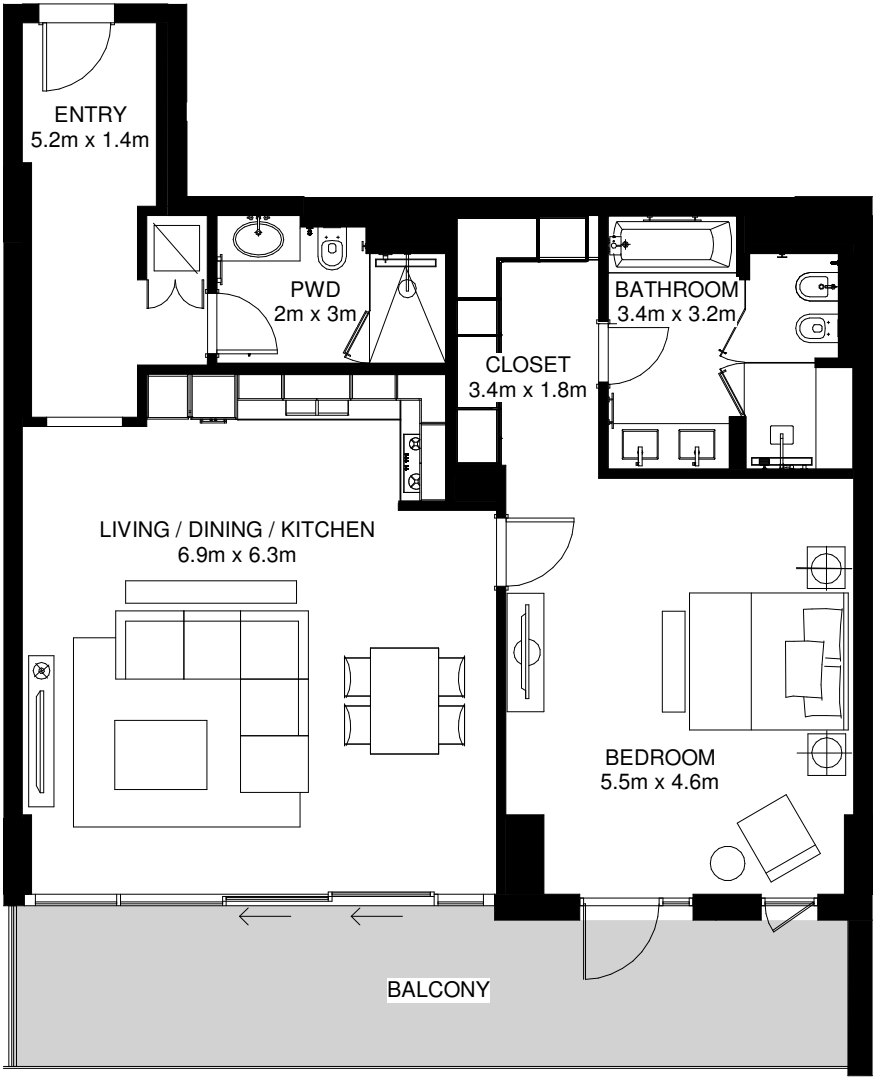 ENTRY
5.2m x 1.4m
PWD
2m x 3m
BATHROOM
3.4m x 3.2m
CLOSET
3.4m x 1.8m
LIVING / DINING / KITCHEN
6.9m x 6.3m
BEDROOM
5.5m x 4.6m
BALCONY